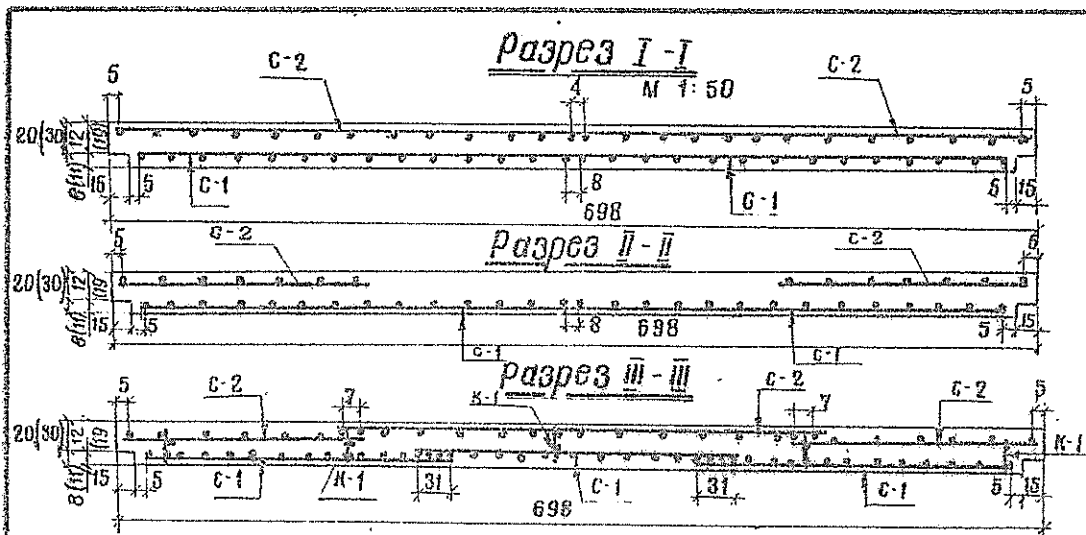 Разрез I-I
С-2 С-2
5 4 М 1:50 5
20(30) 12 (19)
8(11) 15 5 С-1 8 С-1 5 15
698
Разрез II-II
5 С-2 С-2 6
20(30) 12 (19)
8(11) 15 5 8 698 5 15
С-1 С-1
Разрез III-III
5 С-2 7 К-1 С-2 7 С-2 5
20(30) 12 (19) К-1
8(11) 15 5 С-1 К-1 31 С-1 31 С-1 5 15
698